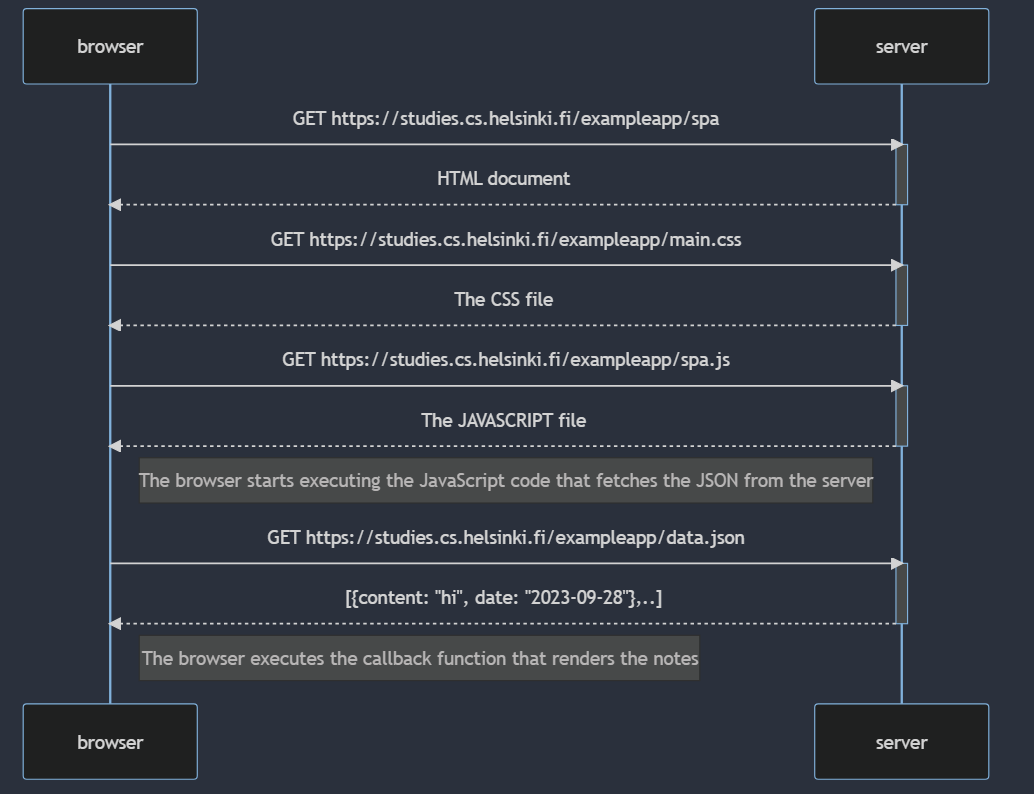 browser
server
GET https://studies.cs.helsinki.fi/exampleapp/spa
HTML document
GET https://studies.cs.helsinki.fi/exampleapp/main.css
The CSS file
GET https://studies.cs.helsinki.fi/exampleapp/spa.js
The JAVASCRIPT file
The browser starts executing the JavaScript code that fetches the JSON from the server
GET https://studies.cs.helsinki.fi/exampleapp/data.json
[{content: "hi", date: "2023-09-28"},..]
The browser executes the callback function that renders the notes
browser
server